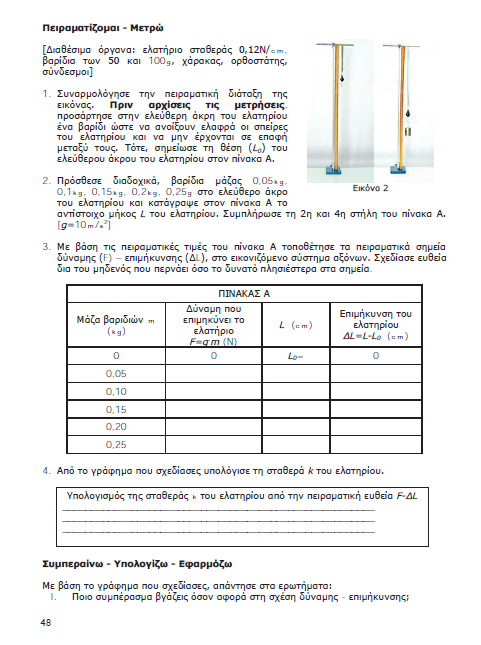 Πειραματίζομαι - Μετρώ
[Διαθέσιμα όργανα: ελατήριο σταθεράς 0,12N/cm,
βαρίδια των 50 και 100g, χάρακας, ορθοστάτης,
σύνδεσμοι]
1. Συναρμολόγησε την πειραματική διάταξη της
εικόνας. Πριν αρχίσεις τις μετρήσεις,
προσάρτησε στην ελεύθερη άκρη του ελατηρίου
ένα βαρίδι ώστε να ανοίξουν ελαφρά οι σπείρες
του ελατηρίου και να μην έρχονται σε επαφή
μεταξύ τους. Τότε, σημείωσε τη θέση (L0) του
ελεύθερου άκρου του ελατηρίου στον πίνακα Α.
2. Πρόσθεσε διαδοχικά, βαρίδια μάζας 0,05kg,
0,1kg, 0,15kg, 0,2kg, 0,25g στο ελεύθερο άκρο
του ελατηρίου και κατάγραψε στον πίνακα Α το
Εικόνα 2
αντίστοιχο μήκος L του ελατηρίου. Συμπλήρωσε τη 2η και 4η στήλη του πίνακα Α.
[g=10m/s²]
3. Με βάση τις πειραματικές τιμές του πίνακα Α τοποθέτησε τα πειραματικά σημεία
δύναμης (F) – επιμήκυνσης (ΔL), στο εικονιζόμενο σύστημα αξόνων. Σχεδίασε ευθεία
δια του μηδενός που περνάει όσο το δυνατό πλησιέστερα στα σημεία.
ΠΙΝΑΚΑΣ Α
Μάζα βαριδιών m
(kg)
Δύναμη που
επιμηκύνει το
ελατήριο
F=g·m (N)
L (cm)
Επιμήκυνση του
ελατηρίου
ΔL=L-L0 (cm)
0 0 L0= 0
0,05
0,10
0,15
0,20
0,25
4. Από το γράφημα που σχεδίασες υπολόγισε τη σταθερά k του ελατηρίου.
Υπολογισμός της σταθεράς k του ελατηρίου από την πειραματική ευθεία F-ΔL
Συμπεραίνω - Υπολογίζω - Εφαρμόζω
Με βάση το γράφημα που σχεδίασες, απάντησε στα ερωτήματα:
I. Ποιο συμπέρασμα βγάζεις όσον αφορά στη σχέση δύναμης - επιμήκυνσης;
48